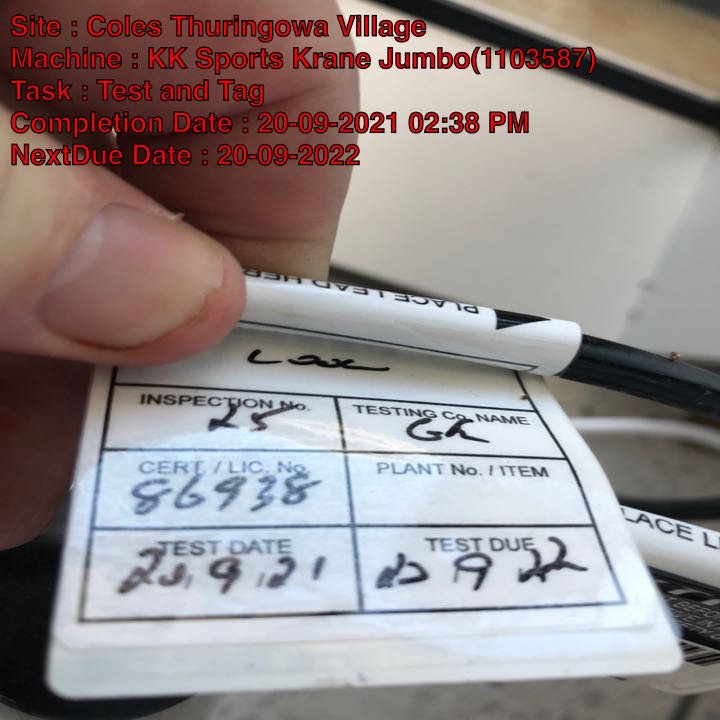 Site : Coles Thuringowa Village
Machine : KK Sports Krane Jumbo(1103587)
Task : Test and Tag
Completion Date : 20-09-2021 02:38 PM
NextDue Date : 20-09-2022
PLACE LEAD HERE
INSPECTION No. TESTING Co. NAME
25 GK
CERT. / LIC. No. PLANT No. / ITEM
86938
TEST DATE TEST DUE
20.9.21 20 9 22
PLACE